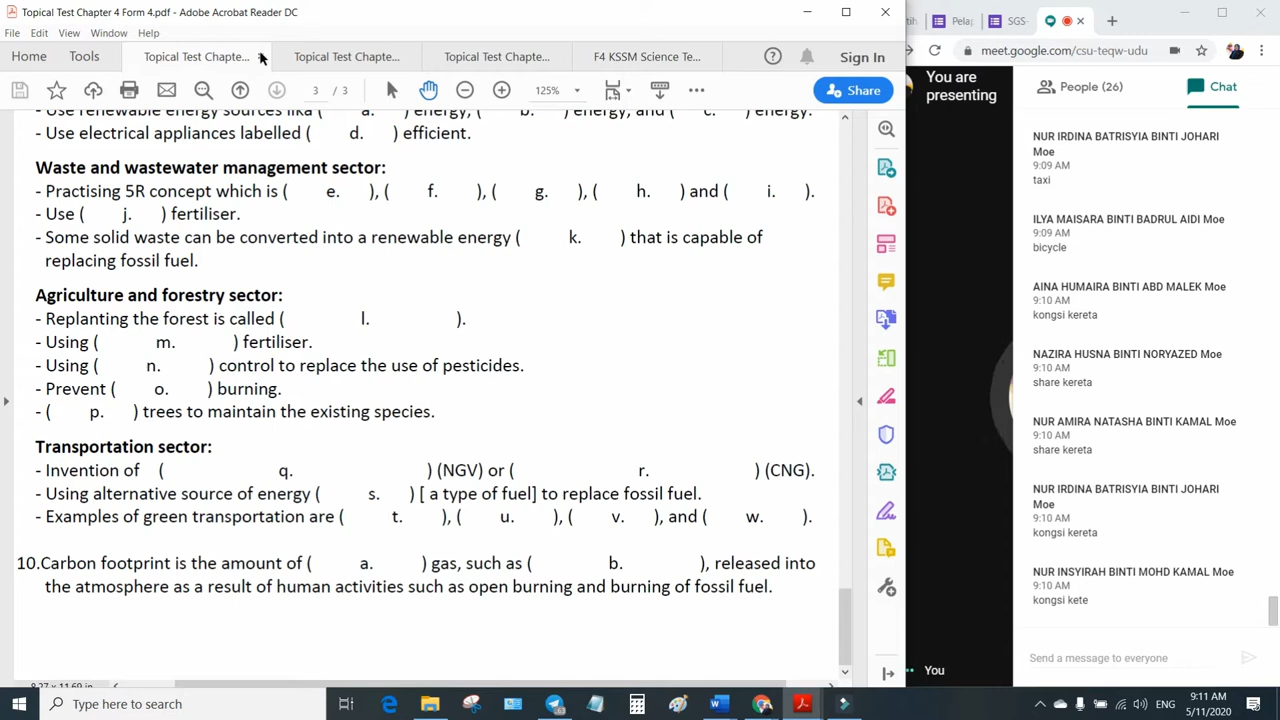 Topical Test Chapter 4 Form 4.pdf - Adobe Acrobat Reader DC
File Edit View Window Help
Home Tools Topical Test Chapte... Topical Test Chapte... Topical Test Chapte... F4 KSSM Science Te... Sign In
3 / 3 125% Share
- Use renewable energy sources like ( a. ) energy, ( b. ) energy, and ( c. ) energy.
- Use electrical appliances labelled ( d. ) efficient.
Waste and wastewater management sector:
- Practising 5R concept which is ( e. ), ( f. ), ( g. ), ( h. ) and ( i. ).
- Use ( j. ) fertiliser.
- Some solid waste can be converted into a renewable energy ( k. ) that is capable of
replacing fossil fuel.
Agriculture and forestry sector:
- Replanting the forest is called ( l. ).
- Using ( m. ) fertiliser.
- Using ( n. ) control to replace the use of pesticides.
- Prevent ( o. ) burning.
- ( p. ) trees to maintain the existing species.
Transportation sector:
- Invention of ( q. ) (NGV) or ( r. ) (CNG).
- Using alternative source of energy ( s. ) [ a type of fuel] to replace fossil fuel.
- Examples of green transportation are ( t. ), ( u. ), ( v. ), and ( w. ).
10.Carbon footprint is the amount of ( a. ) gas, such as ( b. ), released into
the atmosphere as a result of human activities such as open burning and burning of fossil fuel.
8.27 x 11.69 in
Pela
SGS-
meet.google.com/csu-teqw-udu
You are
presenting
People (26)
Chat
NUR IRDINA BATRISYIA BINTI JOHARI
Moe
9:09 AM
taxi
ILYA MAISARA BINTI BADRUL AIDI Moe
9:09 AM
bicycle
AINA HUMAIRA BINTI ABD MALEK Moe
9:10 AM
kongsi kereta
NAZIRA HUSNA BINTI NORYAZED Moe
9:10 AM
share kereta
NUR AMIRA NATASHA BINTI KAMAL Moe
9:10 AM
share kereta
NUR IRDINA BATRISYIA BINTI JOHARI
Moe
9:10 AM
kongsi kereta
NUR INSYIRAH BINTI MOHD KAMAL Moe
9:10 AM
kongsi kete
Send a message to everyone
You
Type here to search
ENG
9:11 AM
5/11/2020